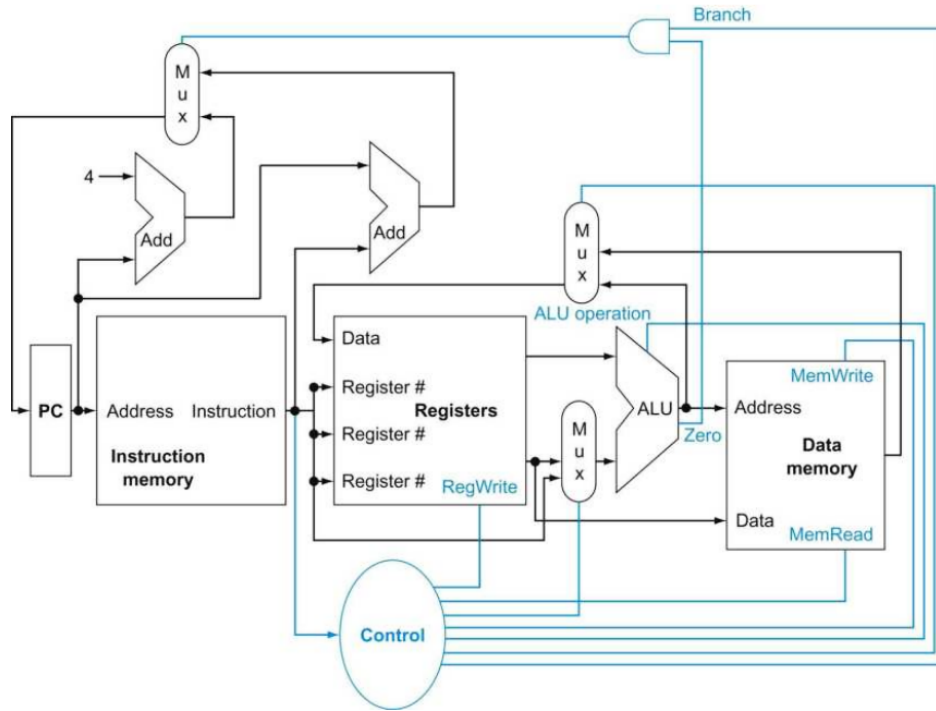 Branch
M
u
x
4
Add
Add
M
u
x
ALU operation
Data
Register #
Registers
Register #
Register #
RegWrite
PC
Address
Instruction
Instruction
memory
M
u
x
ALU
Zero
MemWrite
Address
Data
memory
Data
MemRead
Control